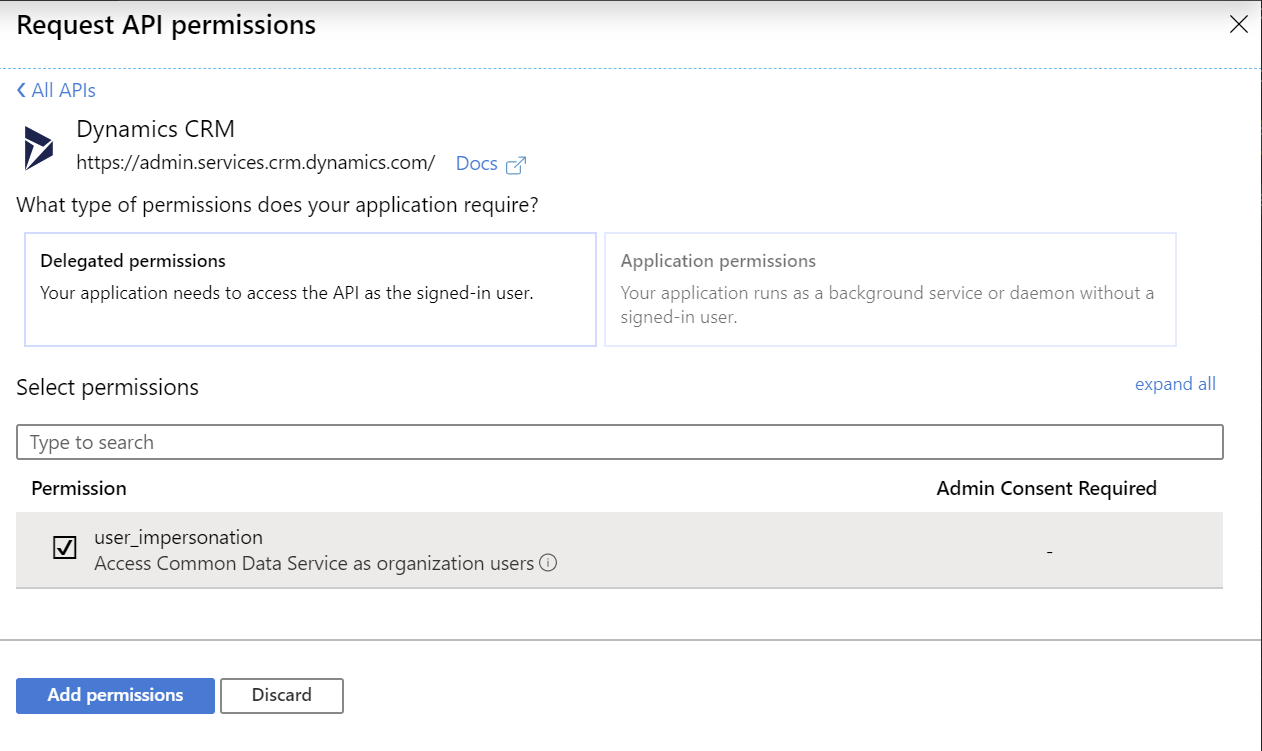 Request API permissions
All APIs
Dynamics CRM
https://admin.services.crm.dynamics.com/ Docs
What type of permissions does your application require?
Delegated permissions
Your application needs to access the API as the signed-in user.
Application permissions
Your application runs as a background service or daemon without a
signed-in user.
Select permissions
expand all
Type to search
Permission Admin Consent Required
user_impersonation
Access Common Data Service as organization users
-
Add permissions
Discard